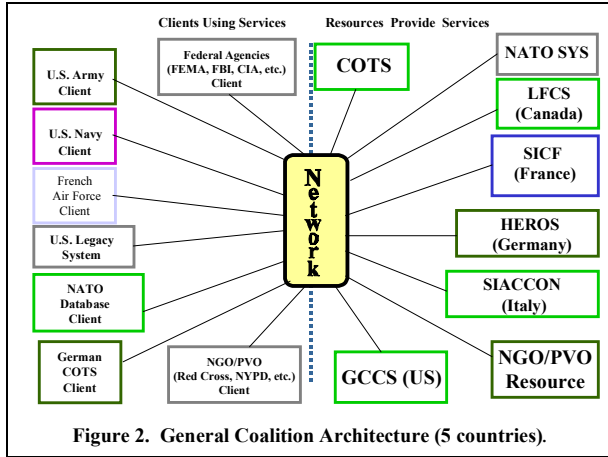 Clients Using Services
Resources Provide Services
U.S. Army
Client
Federal Agencies
(FEMA, FBI, CIA, etc.)
Client
COTS
NATO SYS
LFCS
(Canada)
U.S. Navy
Client
SICF
(France)
French
Air Force
Client
Network
HEROS
(Germany)
U.S. Legacy
System
SIACCON
(Italy)
NATO
Database
Client
German
COTS
Client
NGO/PVO
(Red Cross, NYPD, etc.)
Client
GCCS (US)
NGO/PVO
Resource
Figure 2. General Coalition Architecture (5 countries).